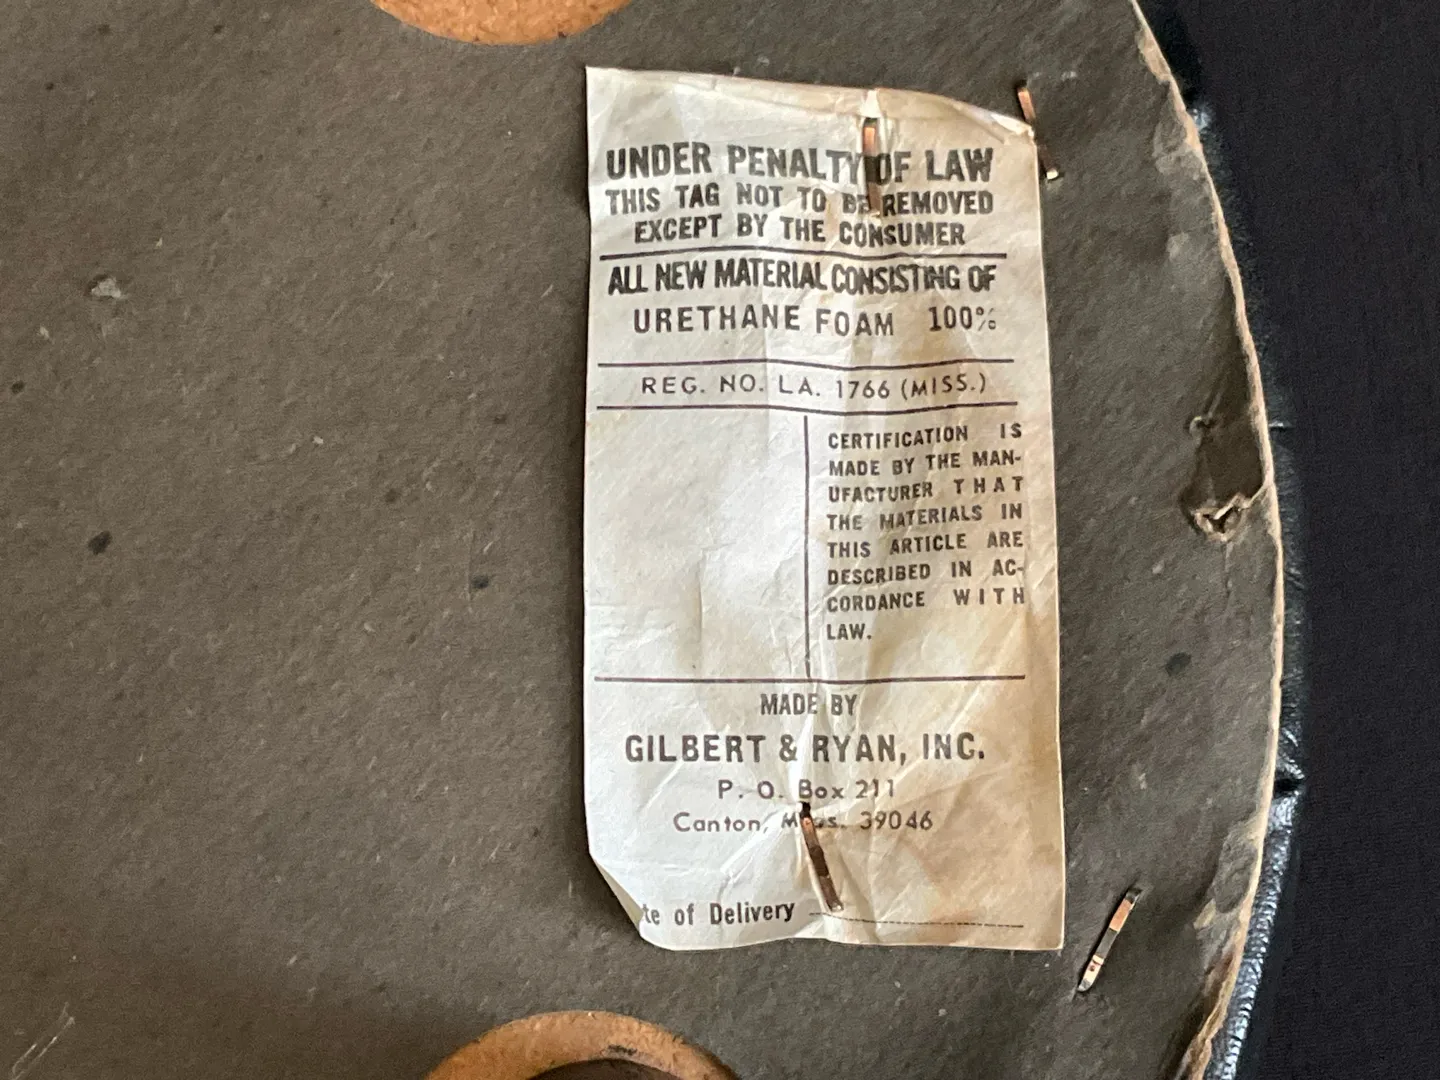 UNDER PENALTY OF LAW
THIS TAG NOT TO BE REMOVED
EXCEPT BY THE CONSUMER
ALL NEW MATERIAL CONSISTING OF
URETHANE FOAM 100%
REG. NO. LA. 1766 (MISS.)
CERTIFICATION IS
MADE BY THE MAN-
UFACTURER THAT
THE MATERIALS IN
THIS ARTICLE ARE
DESCRIBED IN AC-
CORDANCE WITH
LAW.
MADE BY
GILBERT & RYAN, INC.
P. O. Box 211
Canton, Miss. 39046
te of Delivery